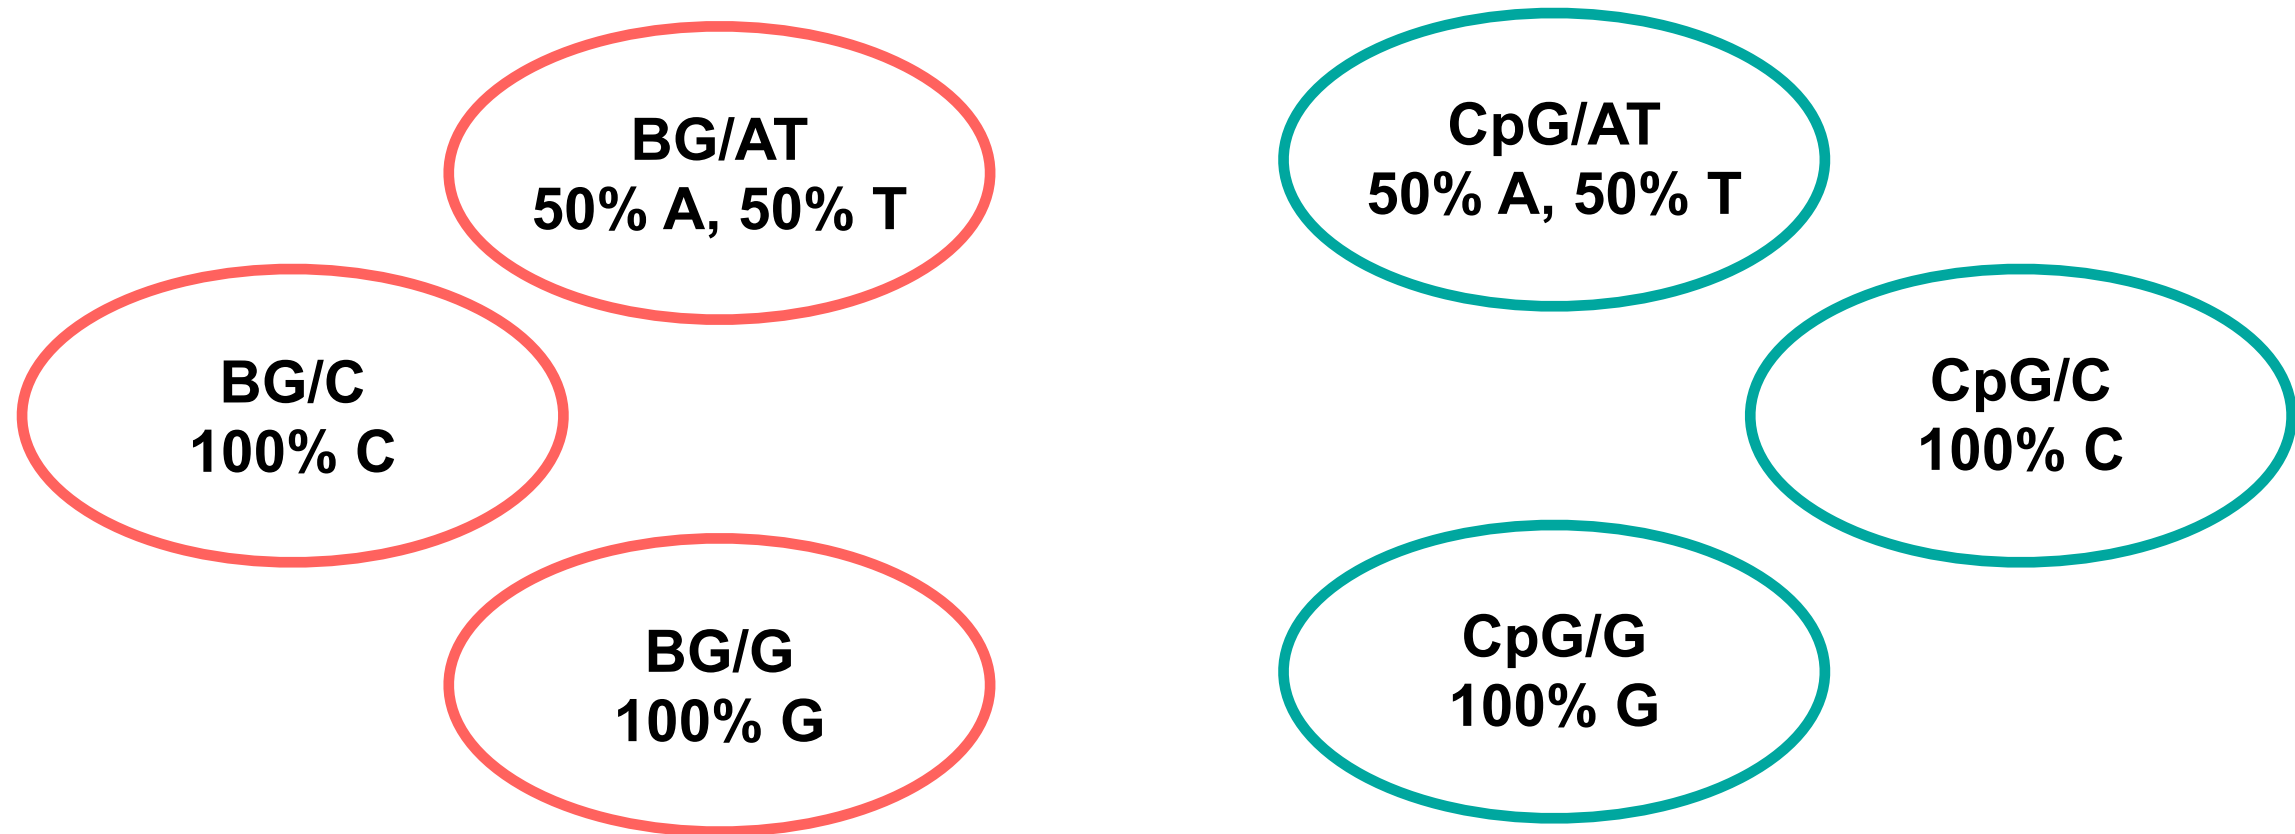 BG/AT
50% A, 50% T
CpG/AT
50% A, 50% T
BG/C
100% C
CpG/C
100% C
BG/G
100% G
CpG/G
100% G